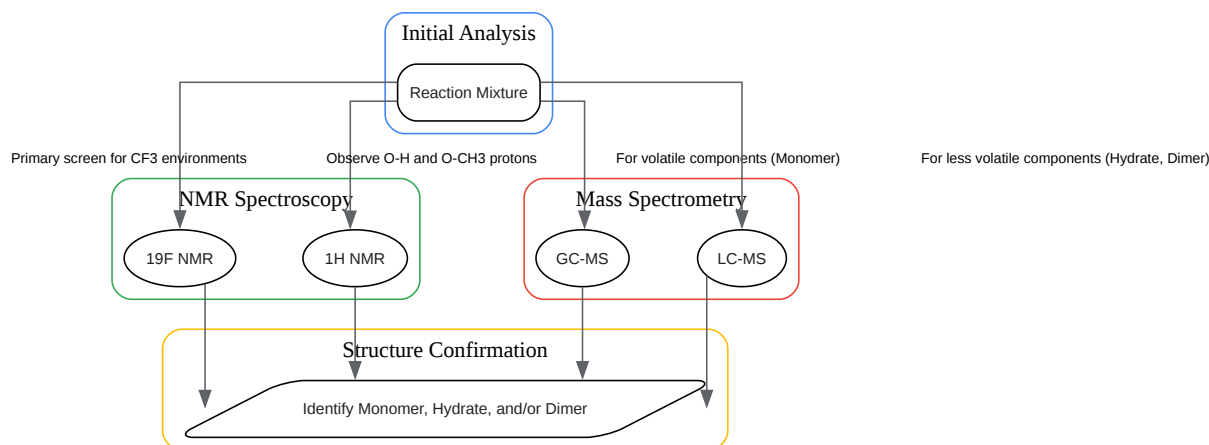 Initial Analysis
Reaction Mixture
Primary screen for CF3 environments
Observe O-H and O-CH3 protons
For volatile components (Monomer)
For less volatile components (Hydrate, Dimer)
NMR Spectroscopy
Mass Spectrometry
19F NMR
1H NMR
GC-MS
LC-MS
Structure Confirmation
Identify Monomer, Hydrate, and/or Dimer